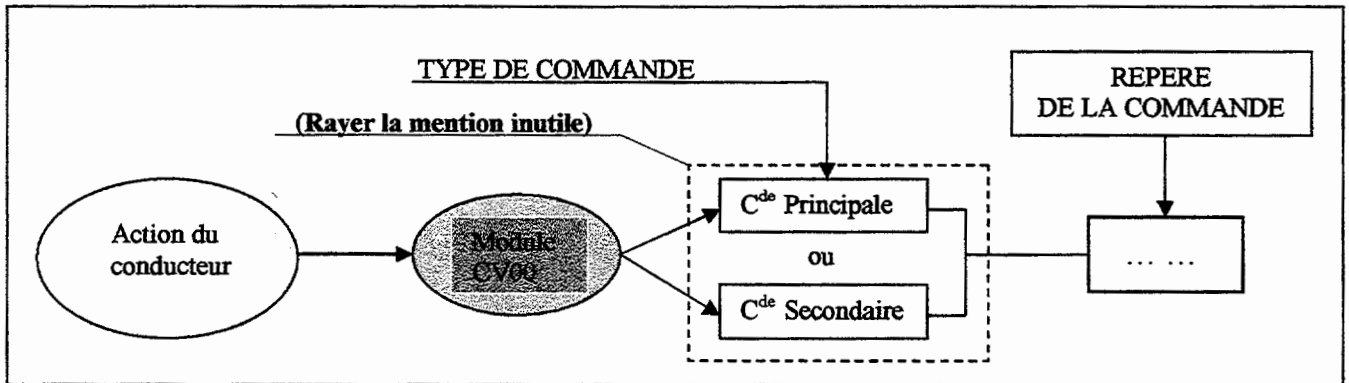 TYPE DE COMMANDE
REPERE
DE LA COMMANDE
(Rayer la mention inutile)
Action du
conducteur
Module
CV00
Cde Principale
ou
Cde Secondaire
... ...